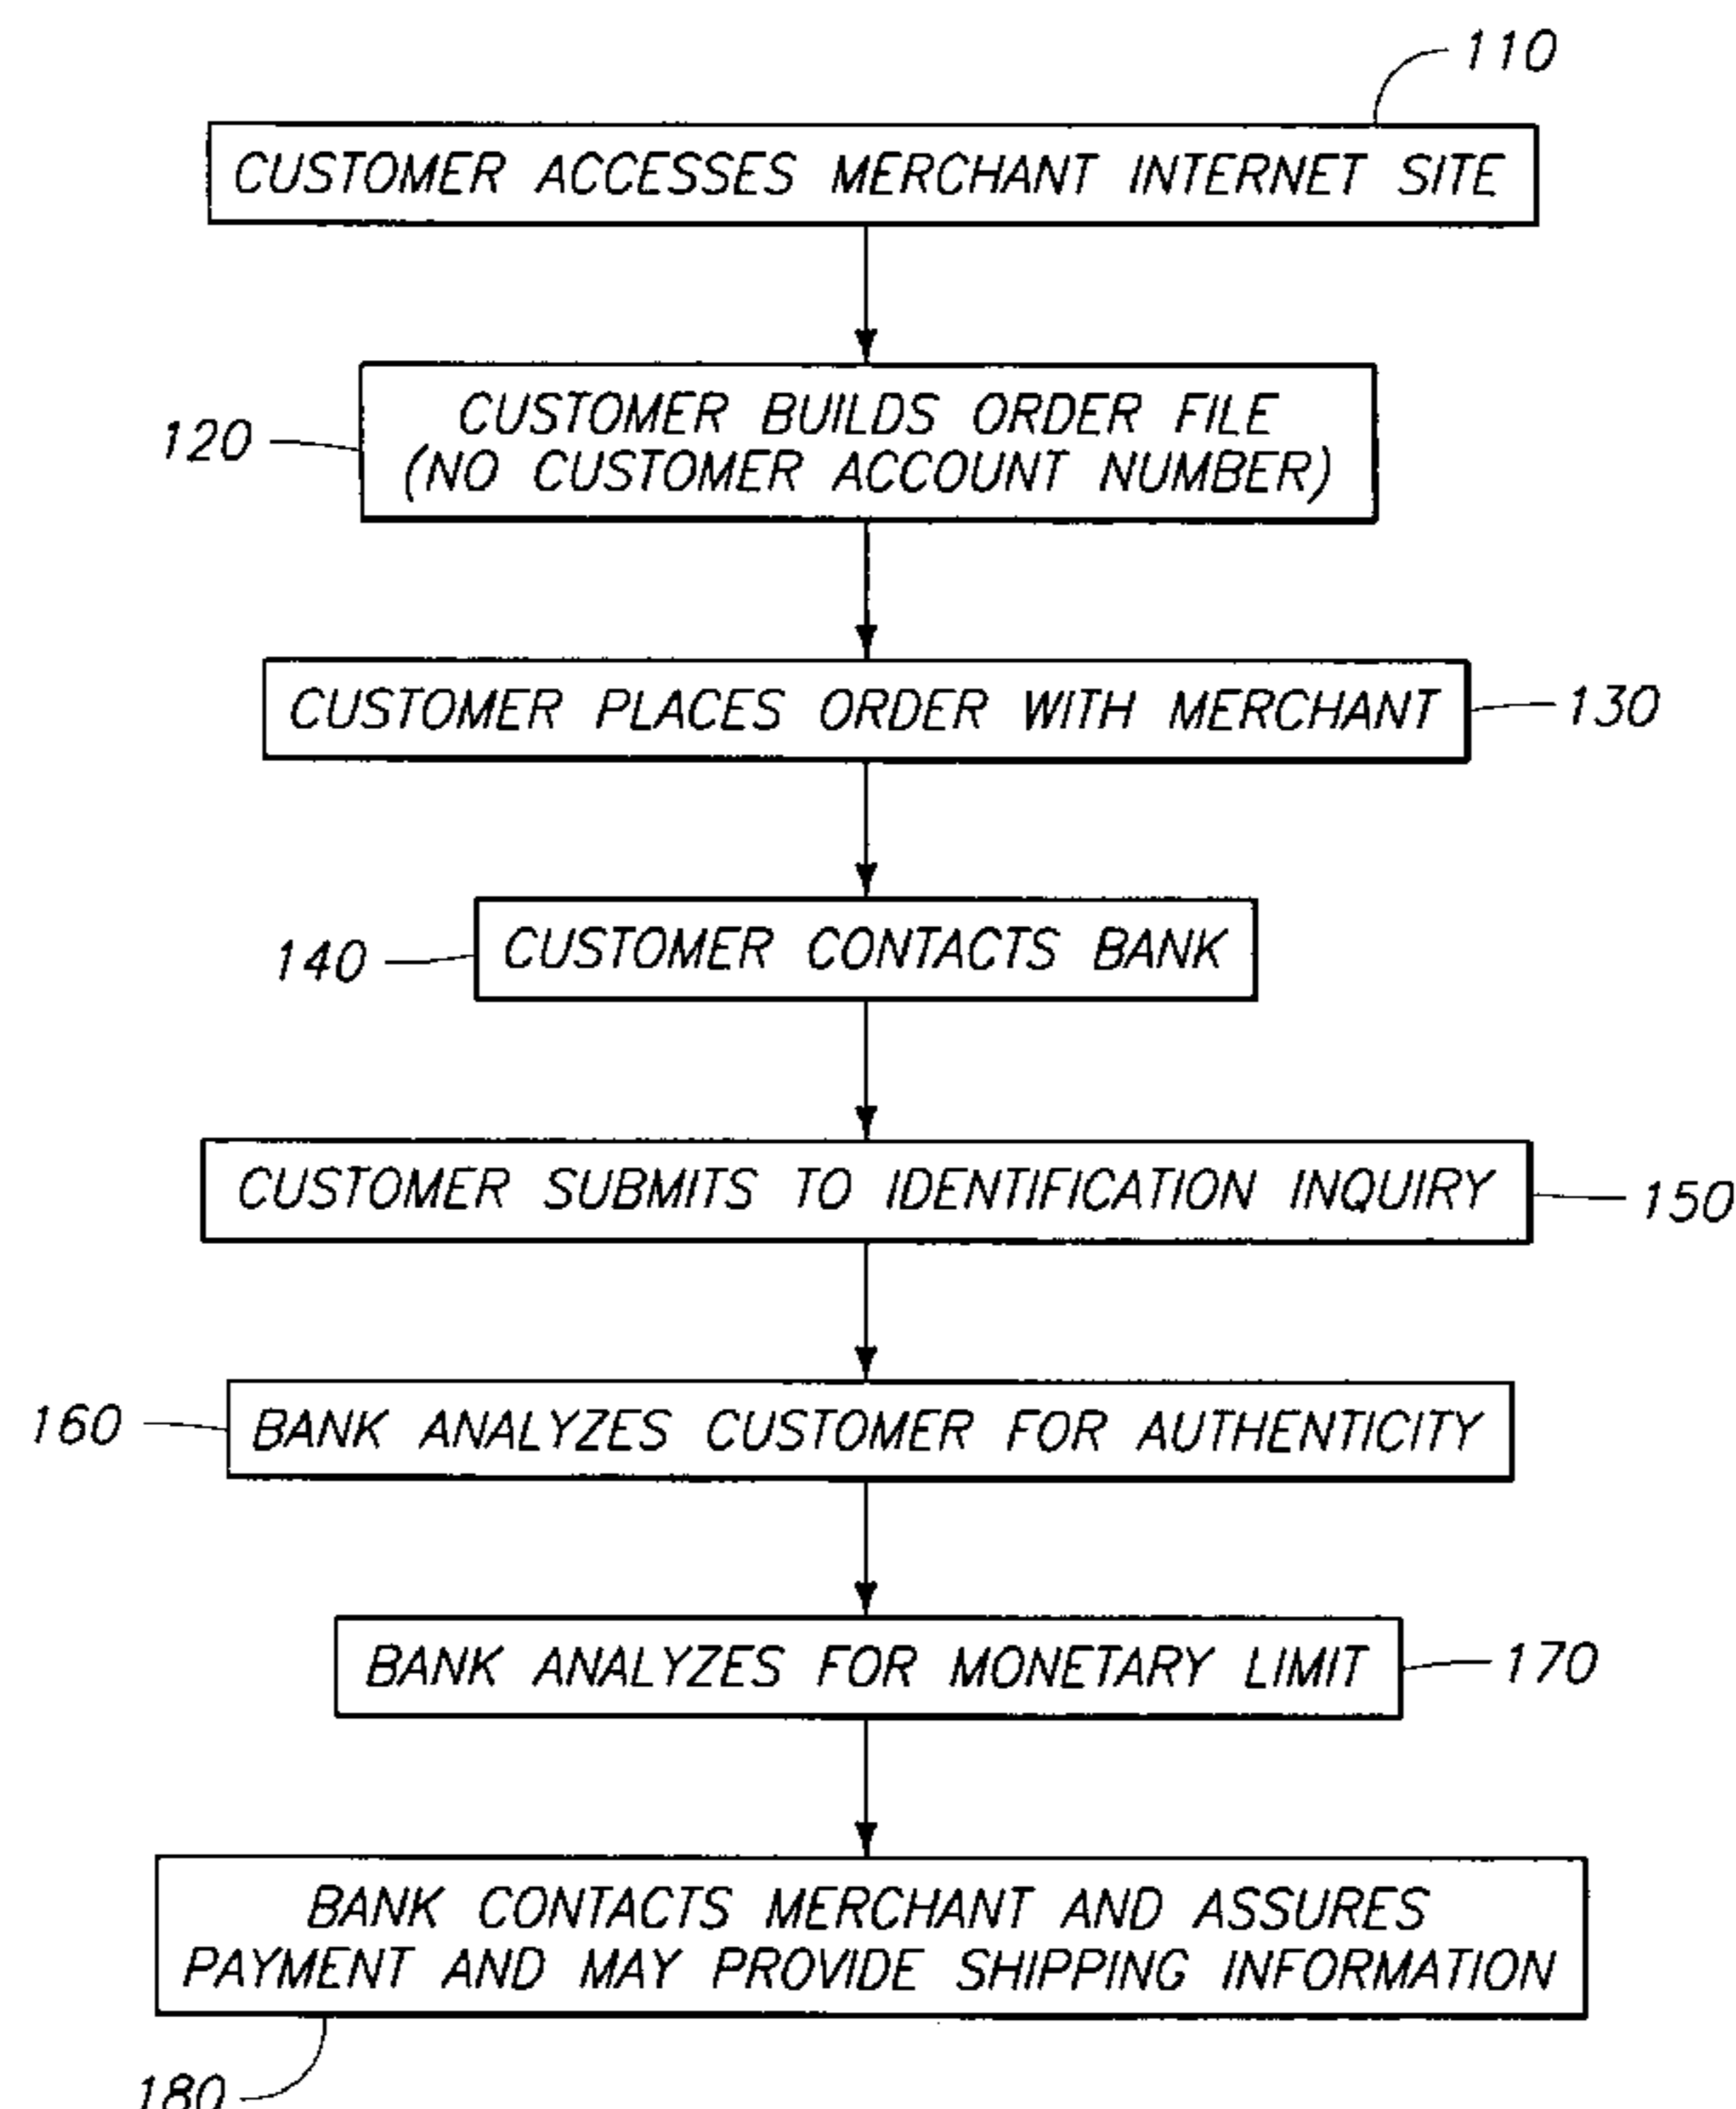 110
CUSTOMER ACCESSES MERCHANT INTERNET SITE
120
CUSTOMER BUILDS ORDER FILE
(NO CUSTOMER ACCOUNT NUMBER)
CUSTOMER PLACES ORDER WITH MERCHANT
130
140
CUSTOMER CONTACTS BANK
CUSTOMER SUBMITS TO IDENTIFICATION INQUIRY
150
160
BANK ANALYZES CUSTOMER FOR AUTHENTICITY
BANK ANALYZES FOR MONETARY LIMIT
170
BANK CONTACTS MERCHANT AND ASSURES
PAYMENT AND MAY PROVIDE SHIPPING INFORMATION
180